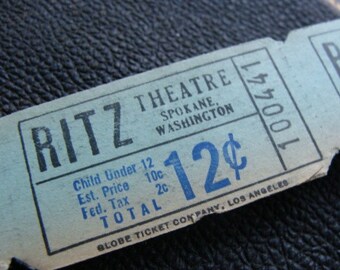 RITZ THEATRE
SPOKANE,
WASHINGTON
Child Under 12
Est. Price 10c
Fed. Tax 2c
TOTAL 12¢
100441
GLOBE TICKET COMPANY, LOS ANGELES
R